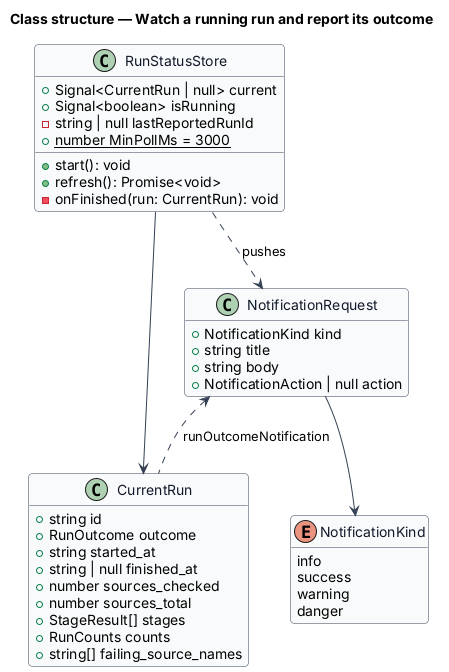 Class structure — Watch a running run and report its outcome
C RunStatusStore
Signal<CurrentRun | null> current
Signal<boolean> isRunning
string | null lastReportedRunId
number MinPollMs = 3000
start(): void
refresh(): Promise<void>
onFinished(run: CurrentRun): void
pushes
C NotificationRequest
NotificationKind kind
string title
string body
NotificationAction | null action
runOutcomeNotification
C CurrentRun
string id
RunOutcome outcome
string started_at
string | null finished_at
number sources_checked
number sources_total
StageResult[] stages
RunCounts counts
string[] failing_source_names
E NotificationKind
info
success
warning
danger